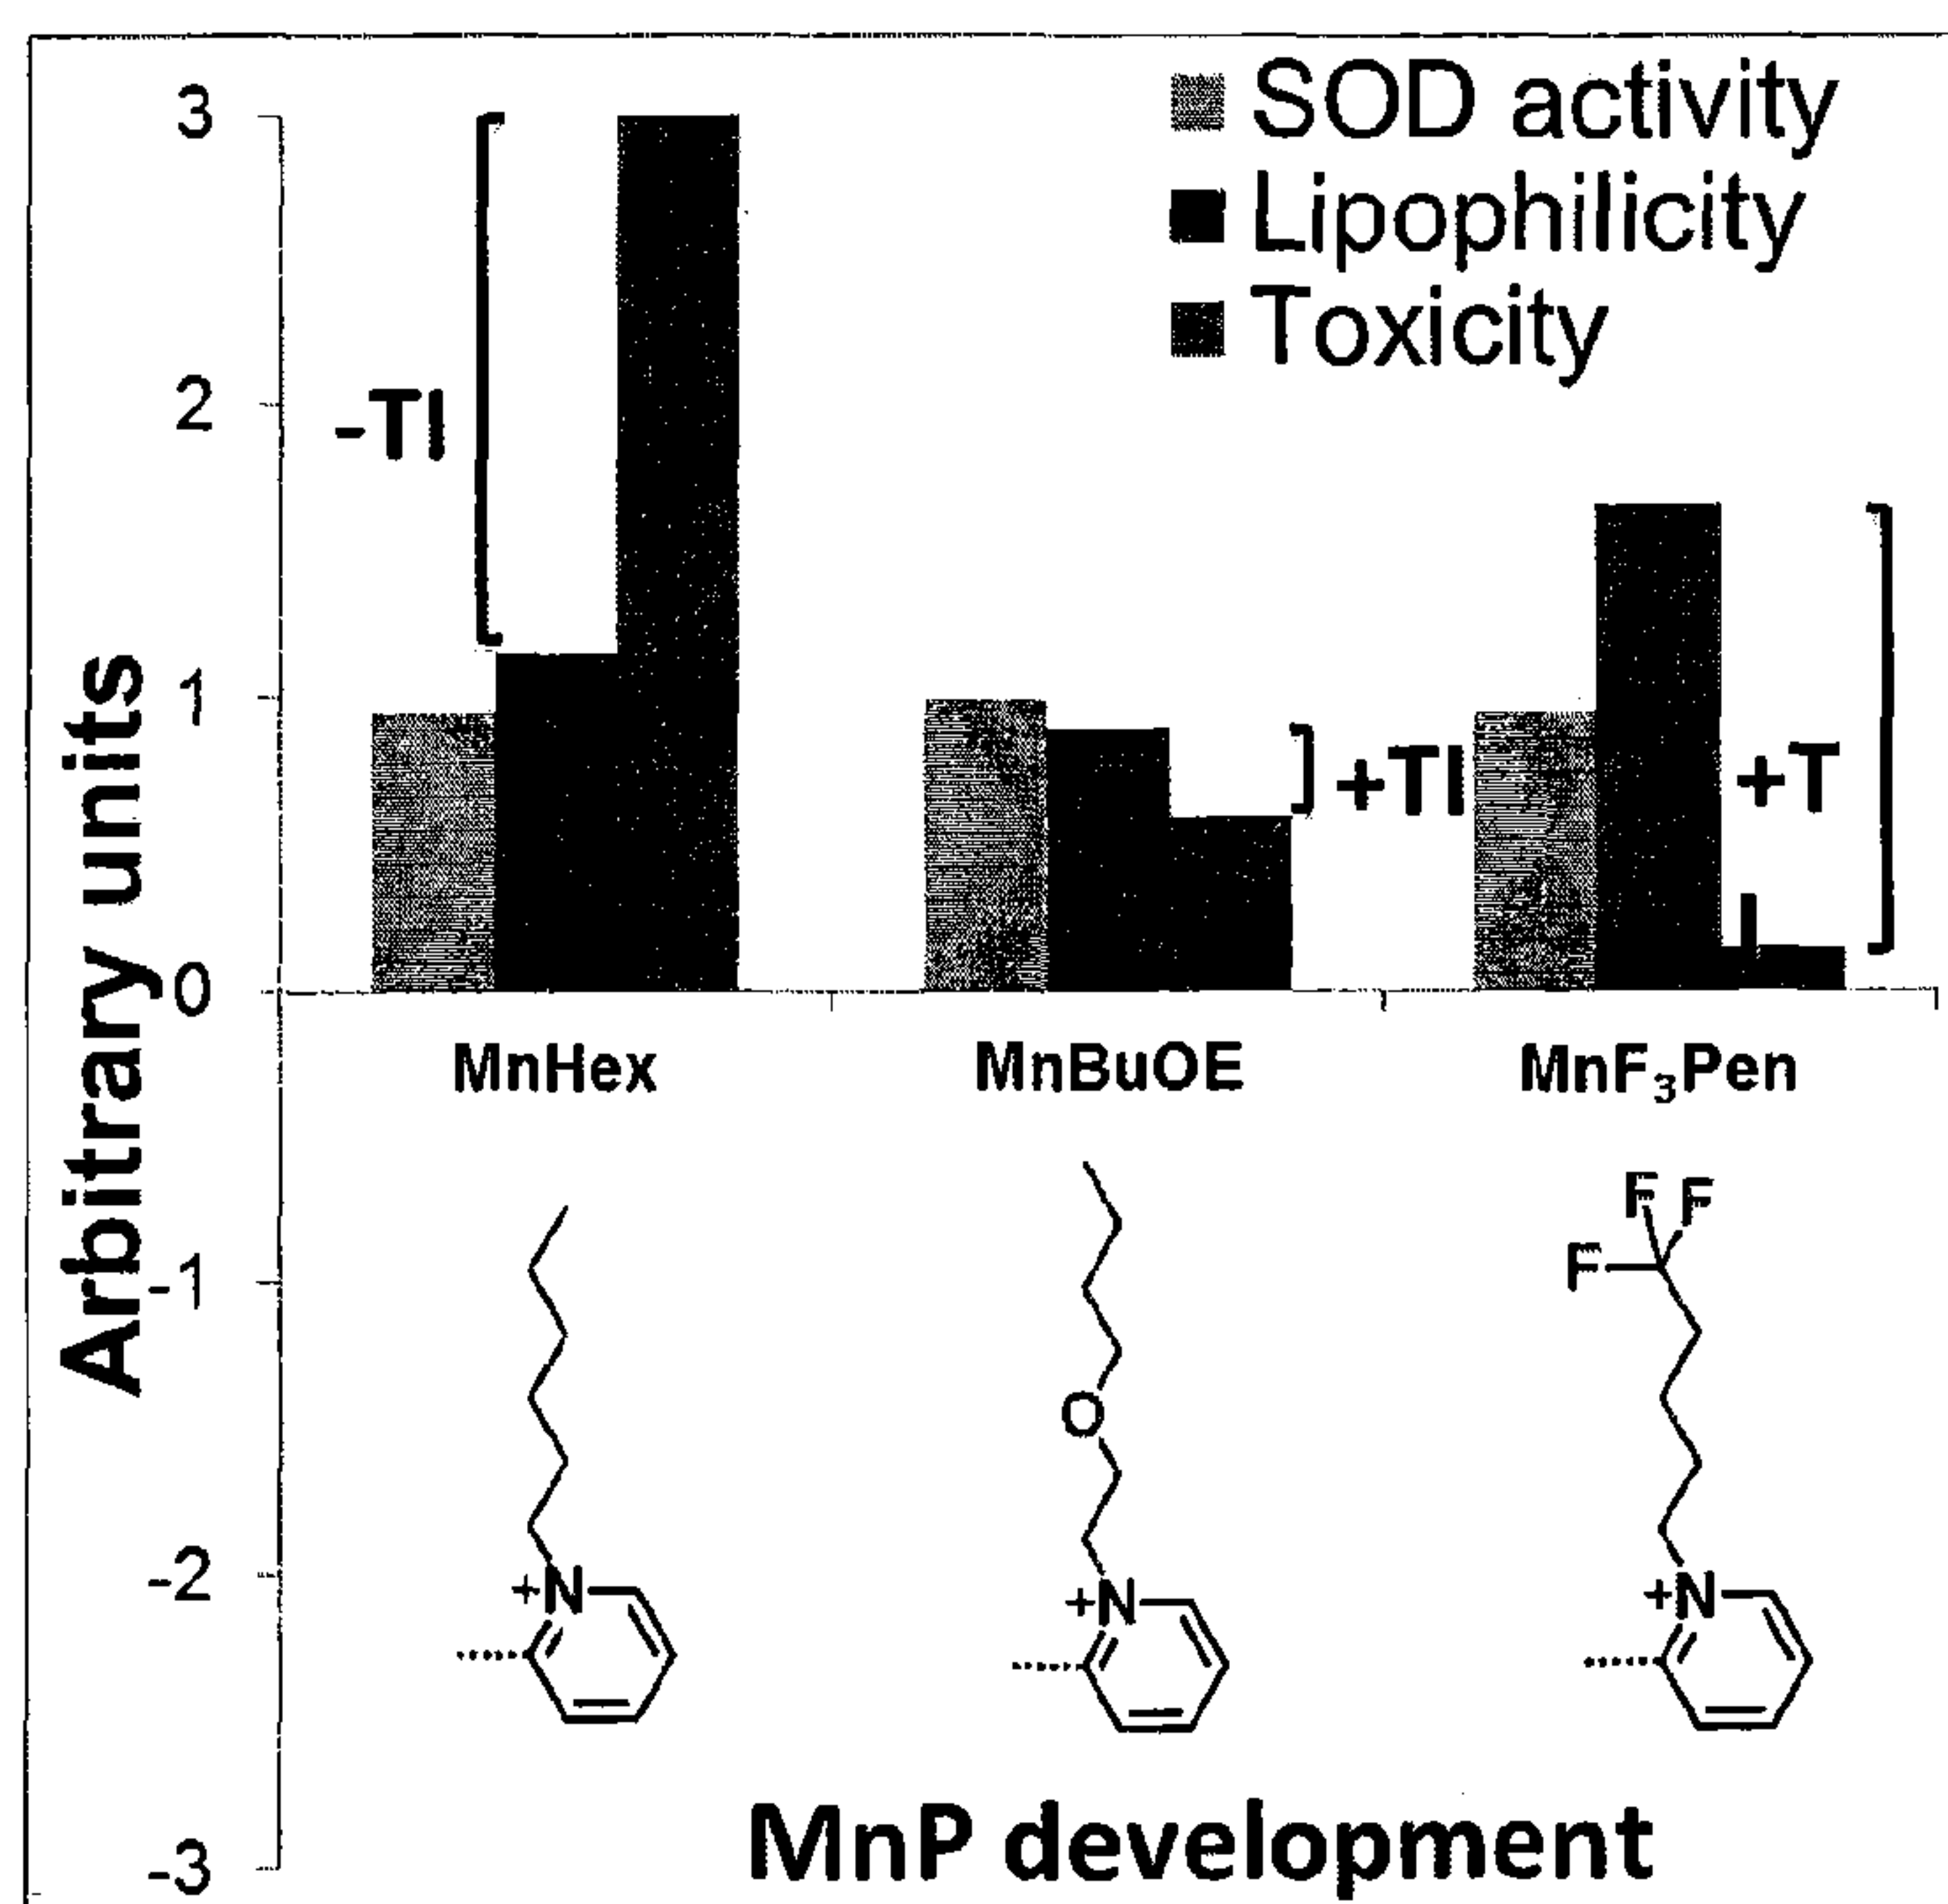 3
2
1
0
-1
-2
-3
Arbitrary units
SOD activity
Lipophilicity
Toxicity
-TI
+TI
+T
I
MnHex
MnBuOE
MnF₃Pen
O
F F
F
+N
+N
+N
MnP development